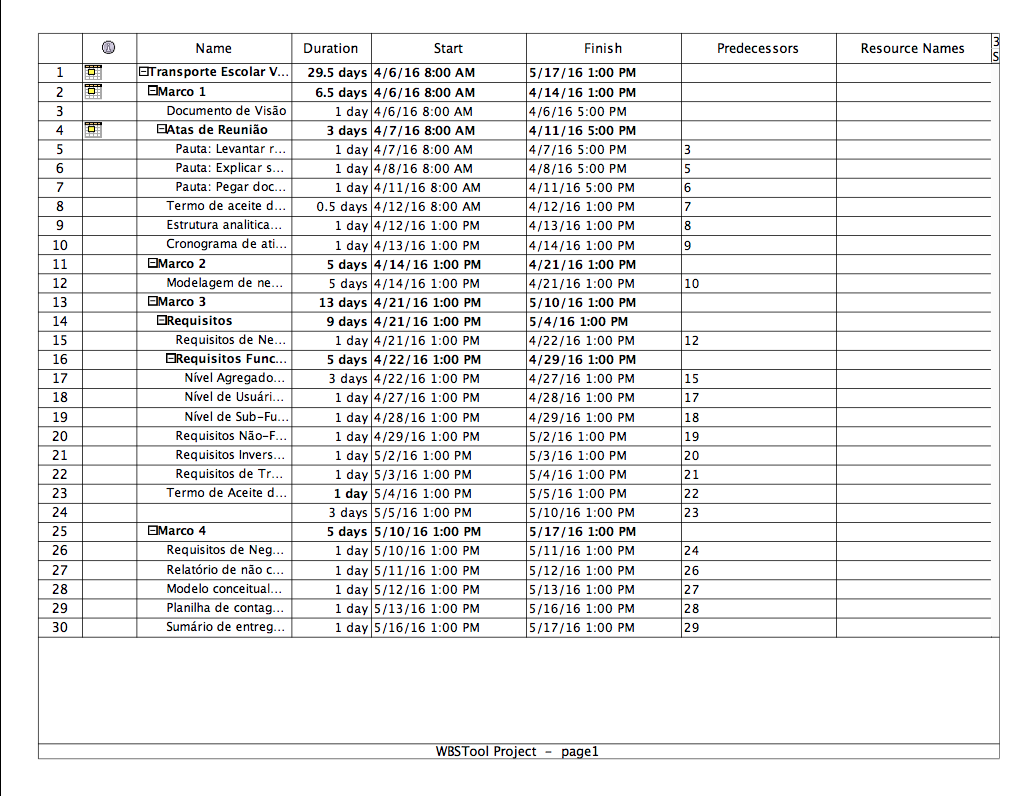 Name Duration Start Finish Predecessors Resource Names 3 S
1 Transporte Escolar V... 29.5 days 4/6/16 8:00 AM 5/17/16 1:00 PM
2 Marco 1 6.5 days 4/6/16 8:00 AM 4/14/16 1:00 PM
3 Documento de Visão 1 day 4/6/16 8:00 AM 4/6/16 5:00 PM
4 Atas de Reunião 3 days 4/7/16 8:00 AM 4/11/16 5:00 PM
5 Pauta: Levantar r... 1 day 4/7/16 8:00 AM 4/7/16 5:00 PM 3
6 Pauta: Explicar s... 1 day 4/8/16 8:00 AM 4/8/16 5:00 PM 5
7 Pauta: Pegar doc... 1 day 4/11/16 8:00 AM 4/11/16 5:00 PM 6
8 Termo de aceite d... 0.5 days 4/12/16 8:00 AM 4/12/16 1:00 PM 7
9 Estrutura analitica... 1 day 4/12/16 1:00 PM 4/13/16 1:00 PM 8
10 Cronograma de ati... 1 day 4/13/16 1:00 PM 4/14/16 1:00 PM 9
11 Marco 2 5 days 4/14/16 1:00 PM 4/21/16 1:00 PM
12 Modelagem de ne... 5 days 4/14/16 1:00 PM 4/21/16 1:00 PM 10
13 Marco 3 13 days 4/21/16 1:00 PM 5/10/16 1:00 PM
14 Requisitos 9 days 4/21/16 1:00 PM 5/4/16 1:00 PM
15 Requisitos de Ne... 1 day 4/21/16 1:00 PM 4/22/16 1:00 PM 12
16 Requisitos Func... 5 days 4/22/16 1:00 PM 4/29/16 1:00 PM
17 Nível Agregado... 3 days 4/22/16 1:00 PM 4/27/16 1:00 PM 15
18 Nível de Usuári... 1 day 4/27/16 1:00 PM 4/28/16 1:00 PM 17
19 Nível de Sub-Fu... 1 day 4/28/16 1:00 PM 4/29/16 1:00 PM 18
20 Requisitos Não-F... 1 day 4/29/16 1:00 PM 5/2/16 1:00 PM 19
21 Requisitos Invers... 1 day 5/2/16 1:00 PM 5/3/16 1:00 PM 20
22 Requisitos de Tr... 1 day 5/3/16 1:00 PM 5/4/16 1:00 PM 21
23 Termo de Aceite d... 1 day 5/4/16 1:00 PM 5/5/16 1:00 PM 22
24 3 days 5/5/16 1:00 PM 5/10/16 1:00 PM 23
25 Marco 4 5 days 5/10/16 1:00 PM 5/17/16 1:00 PM
26 Requisitos de Neg... 1 day 5/10/16 1:00 PM 5/11/16 1:00 PM 24
27 Relatório de não c... 1 day 5/11/16 1:00 PM 5/12/16 1:00 PM 26
28 Modelo conceitual... 1 day 5/12/16 1:00 PM 5/13/16 1:00 PM 27
29 Planilha de contag... 1 day 5/13/16 1:00 PM 5/16/16 1:00 PM 28
30 Sumário de entreg... 1 day 5/16/16 1:00 PM 5/17/16 1:00 PM 29
WBSTool Project - page1